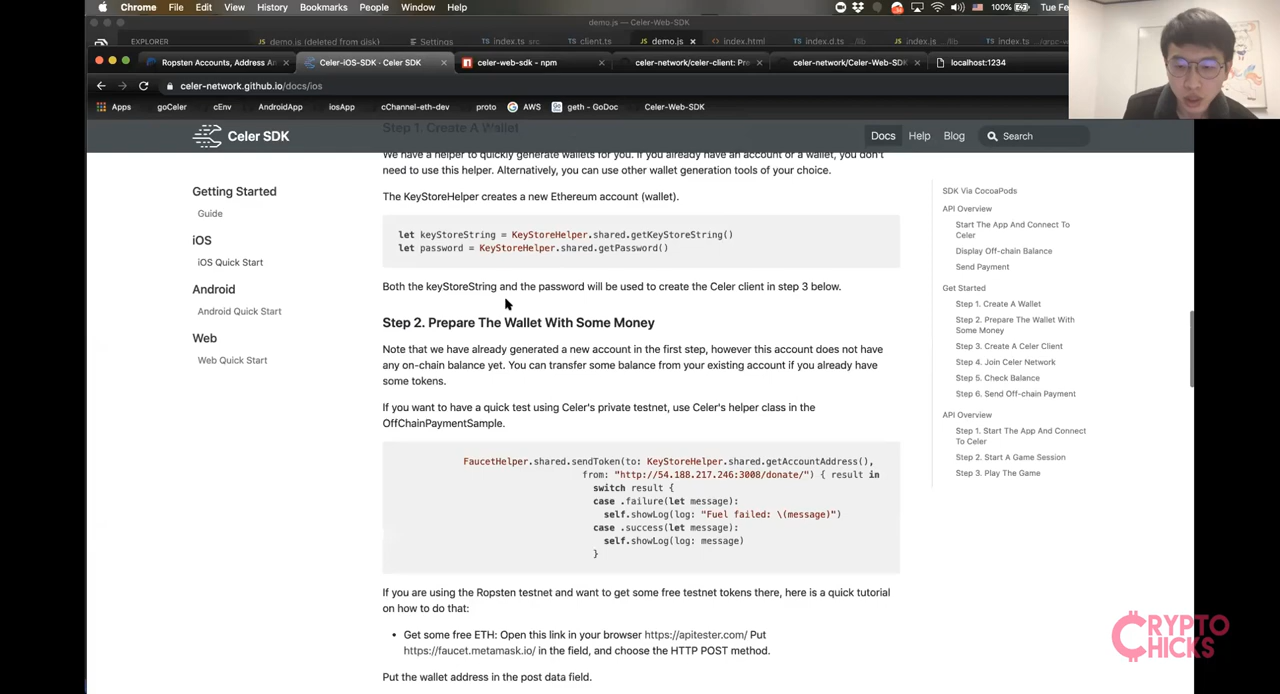 Chrome File Edit View History Bookmarks People Window Help
100% Tue Fe
demo.js — Celer-Web-SDK
EXPLORER demo.js (deleted from disk) Settings TS index.ts src TS client.ts demo.js × index.html TS index.d.ts ../lib index.js ../lib
Ropsten Accounts, Address An × Celer-iOS-SDK · Celer SDK × celer-web-sdk - npm × celer-network/celer-client: Pro × celer-network/Celer-Web-SDK × localhost:1234
celer-network.github.io/docs/ios
Apps goCeler cEnv AndroidApp iosApp cChannel-eth-dev proto AWS geth - GoDoc Celer-Web-SDK
Celer SDK
Docs Help Blog Search
Getting Started
Guide
iOS
iOS Quick Start
Android
Android Quick Start
Web
Web Quick Start
Step 1. Create A Wallet
We have a helper to quickly generate wallets for you. If you already have an account or a wallet, you don't
need to use this helper. Alternatively, you can use other wallet generation tools of your choice.
The KeyStoreHelper creates a new Ethereum account (wallet).
let keyStoreString = KeyStoreHelper.shared.getKeyStoreString()
let password = KeyStoreHelper.shared.getPassword()
Both the keyStoreString and the password will be used to create the Celer client in step 3 below.
Step 2. Prepare The Wallet With Some Money
Note that we have already generated a new account in the first step, however this account does not have
any on-chain balance yet. You can transfer some balance from your existing account if you already have
some tokens.
If you want to have a quick test using Celer's private testnet, use Celer's helper class in the
OffChainPaymentSample.
FaucetHelper.shared.sendToken(to: KeyStoreHelper.shared.getAccountAddress(),
from: "http://54.188.217.246:3008/donate/") { result in
switch result {
case .failure(let message):
self.showLog(log: "Fuel failed: \(message)")
case .success(let message):
self.showLog(log: message)
}
If you are using the Ropsten testnet and want to get some free testnet tokens there, here is a quick tutorial
on how to do that:
• Get some free ETH: Open this link in your browser https://apitester.com/ Put
https://faucet.metamask.io/ in the field, and choose the HTTP POST method.
Put the wallet address in the post data field.
SDK Via CocoaPods
API Overview
Start The App And Connect To
Celer
Display Off-chain Balance
Send Payment
Get Started
Step 1. Create A Wallet
Step 2. Prepare The Wallet With
Some Money
Step 3. Create A Celer Client
Step 4. Join Celer Network
Step 5. Check Balance
Step 6. Send Off-chain Payment
API Overview
Step 1. Start The App And Connect
To Celer
Step 2. Start A Game Session
Step 3. Play The Game
CRYPTO
CHICKS